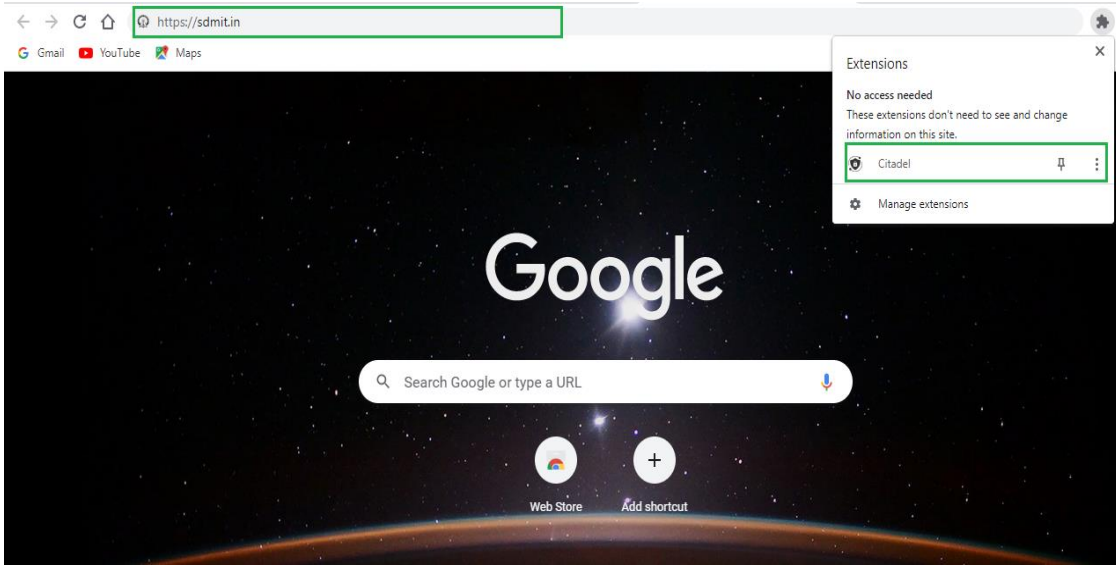 https://sdmit.in
Gmail YouTube Maps
Extensions
No access needed
These extensions don't need to see and change
information on this site.
Citadel
Manage extensions
Google
Search Google or type a URL
Web Store Add shortcut